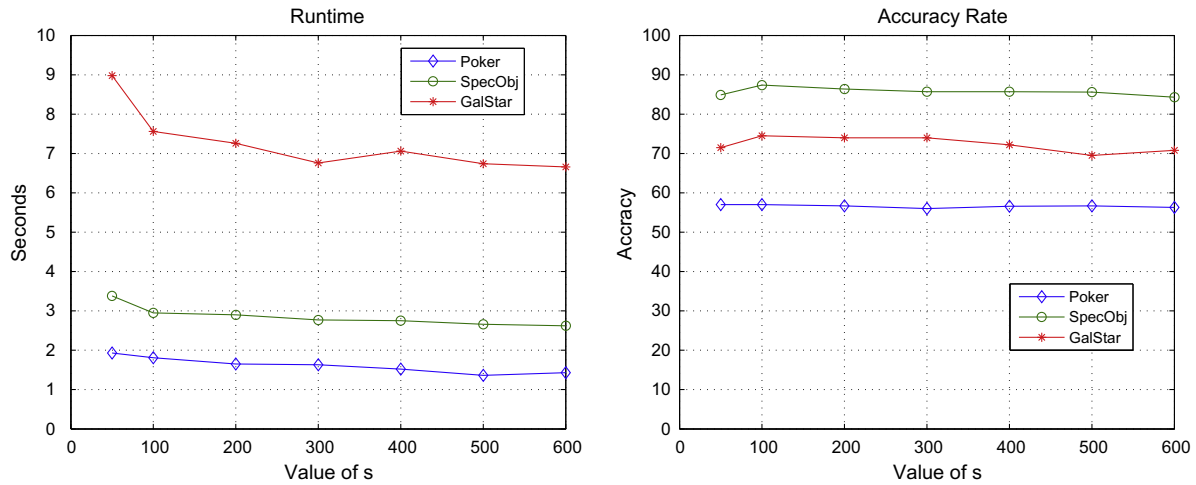 Runtime
10
9
8
7
6
5
4
3
2
1
0
Seconds
Poker
SpecObj
GalStar
0 100 200 300 400 500 600
Value of s
Accuracy Rate
100
90
80
70
60
50
40
30
20
10
0
Accracy
Poker
SpecObj
GalStar
0 100 200 300 400 500 600
Value of s